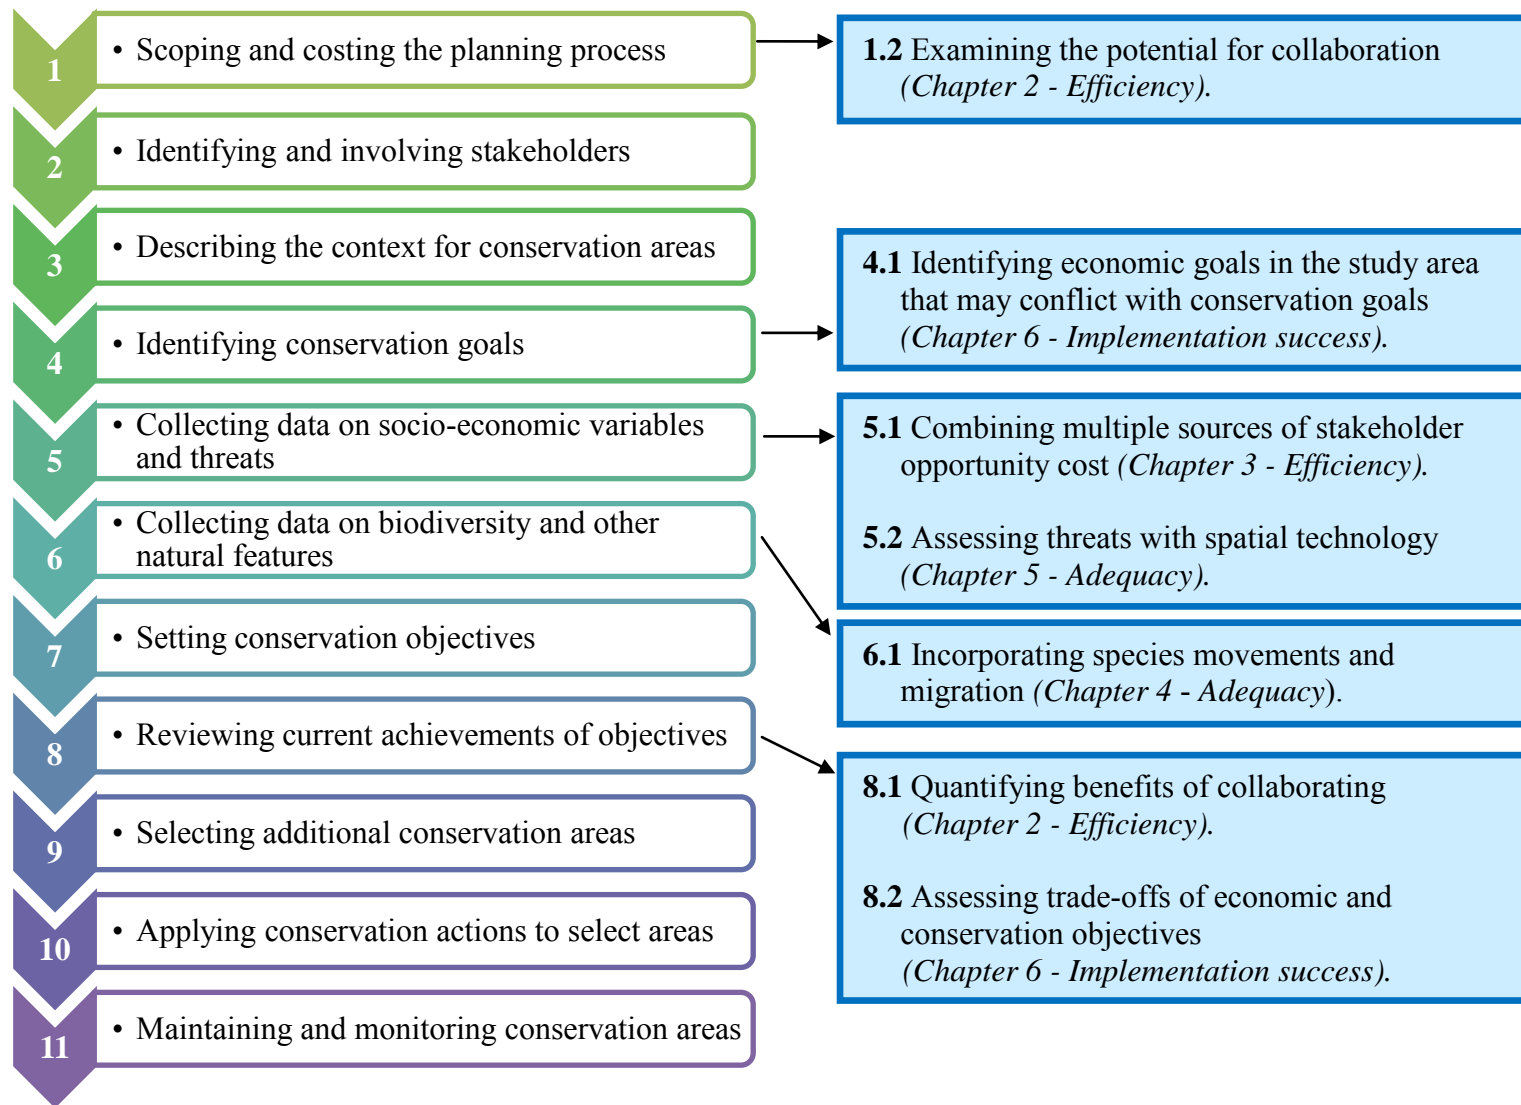 1
• Scoping and costing the planning process
2
• Identifying and involving stakeholders
3
• Describing the context for conservation areas
4
• Identifying conservation goals
5
• Collecting data on socio-economic variables
and threats
6
• Collecting data on biodiversity and other
natural features
7
• Setting conservation objectives
8
• Reviewing current achievements of objectives
9
• Selecting additional conservation areas
10
• Applying conservation actions to select areas
11
• Maintaining and monitoring conservation areas
1.2 Examining the potential for collaboration
(Chapter 2 - Efficiency).
4.1 Identifying economic goals in the study area
that may conflict with conservation goals
(Chapter 6 - Implementation success).
5.1 Combining multiple sources of stakeholder
opportunity cost (Chapter 3 - Efficiency).
5.2 Assessing threats with spatial technology
(Chapter 5 - Adequacy).
6.1 Incorporating species movements and
migration (Chapter 4 - Adequacy).
8.1 Quantifying benefits of collaborating
(Chapter 2 - Efficiency).
8.2 Assessing trade-offs of economic and
conservation objectives
(Chapter 6 - Implementation success).